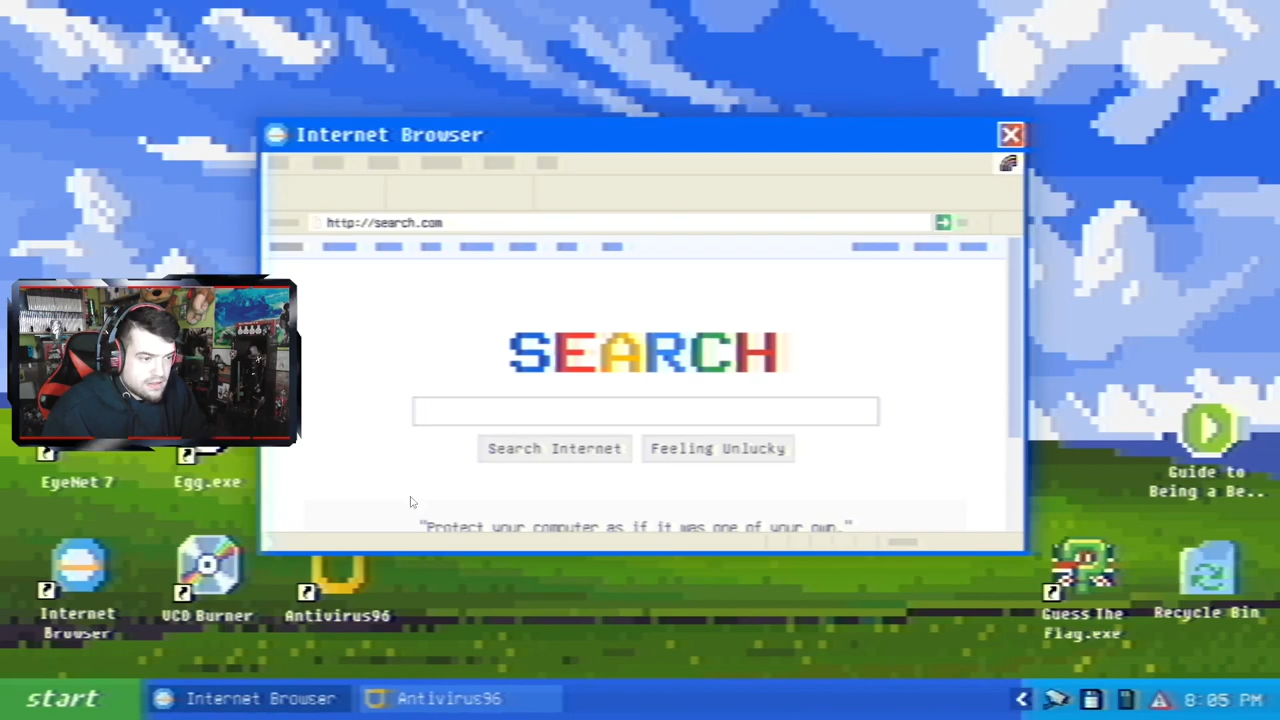 Internet Browser
http://search.com
SEARCH
Search Internet
Feeling Unlucky
"Protect your computer as if it was one of your own."
EyeNet 7
Egg.exe
Guide to
Being a Be..
Internet
Browser
VCD Burner
Antivirus96
Guess The
Flag.exe
Recycle Bin
start
Internet Browser
Antivirus96
8:05 PM